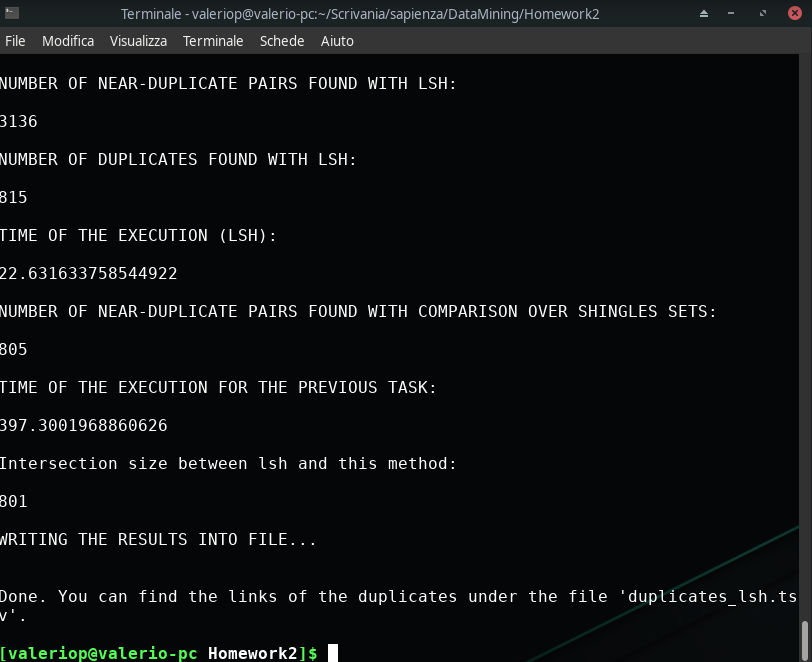 Terminale - valeriop@valerio-pc:~/Scrivania/sapienza/DataMining/Homework2
File Modifica Visualizza Terminale Schede Aiuto
NUMBER OF NEAR-DUPLICATE PAIRS FOUND WITH LSH:
3136
NUMBER OF DUPLICATES FOUND WITH LSH:
815
TIME OF THE EXECUTION (LSH):
22.631633758544922
NUMBER OF NEAR-DUPLICATE PAIRS FOUND WITH COMPARISON OVER SHINGLES SETS:
805
TIME OF THE EXECUTION FOR THE PREVIOUS TASK:
397.3001968860626
Intersection size between lsh and this method:
801
WRITING THE RESULTS INTO FILE...
Done. You can find the links of the duplicates under the file 'duplicates_lsh.ts
v'.
[valeriop@valerio-pc Homework2]$